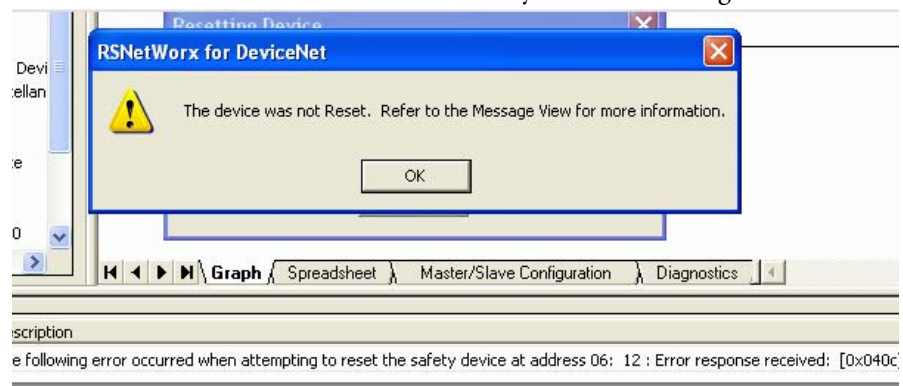 Resetting Device
RSNetWorx for DeviceNet
Devi
ellan
The device was not Reset. Refer to the Message View for more information.
OK
Graph Spreadsheet Master/Slave Configuration Diagnostics
scription
e following error occurred when attempting to reset the safety device at address 06: 12 : Error response received: [0x040c]